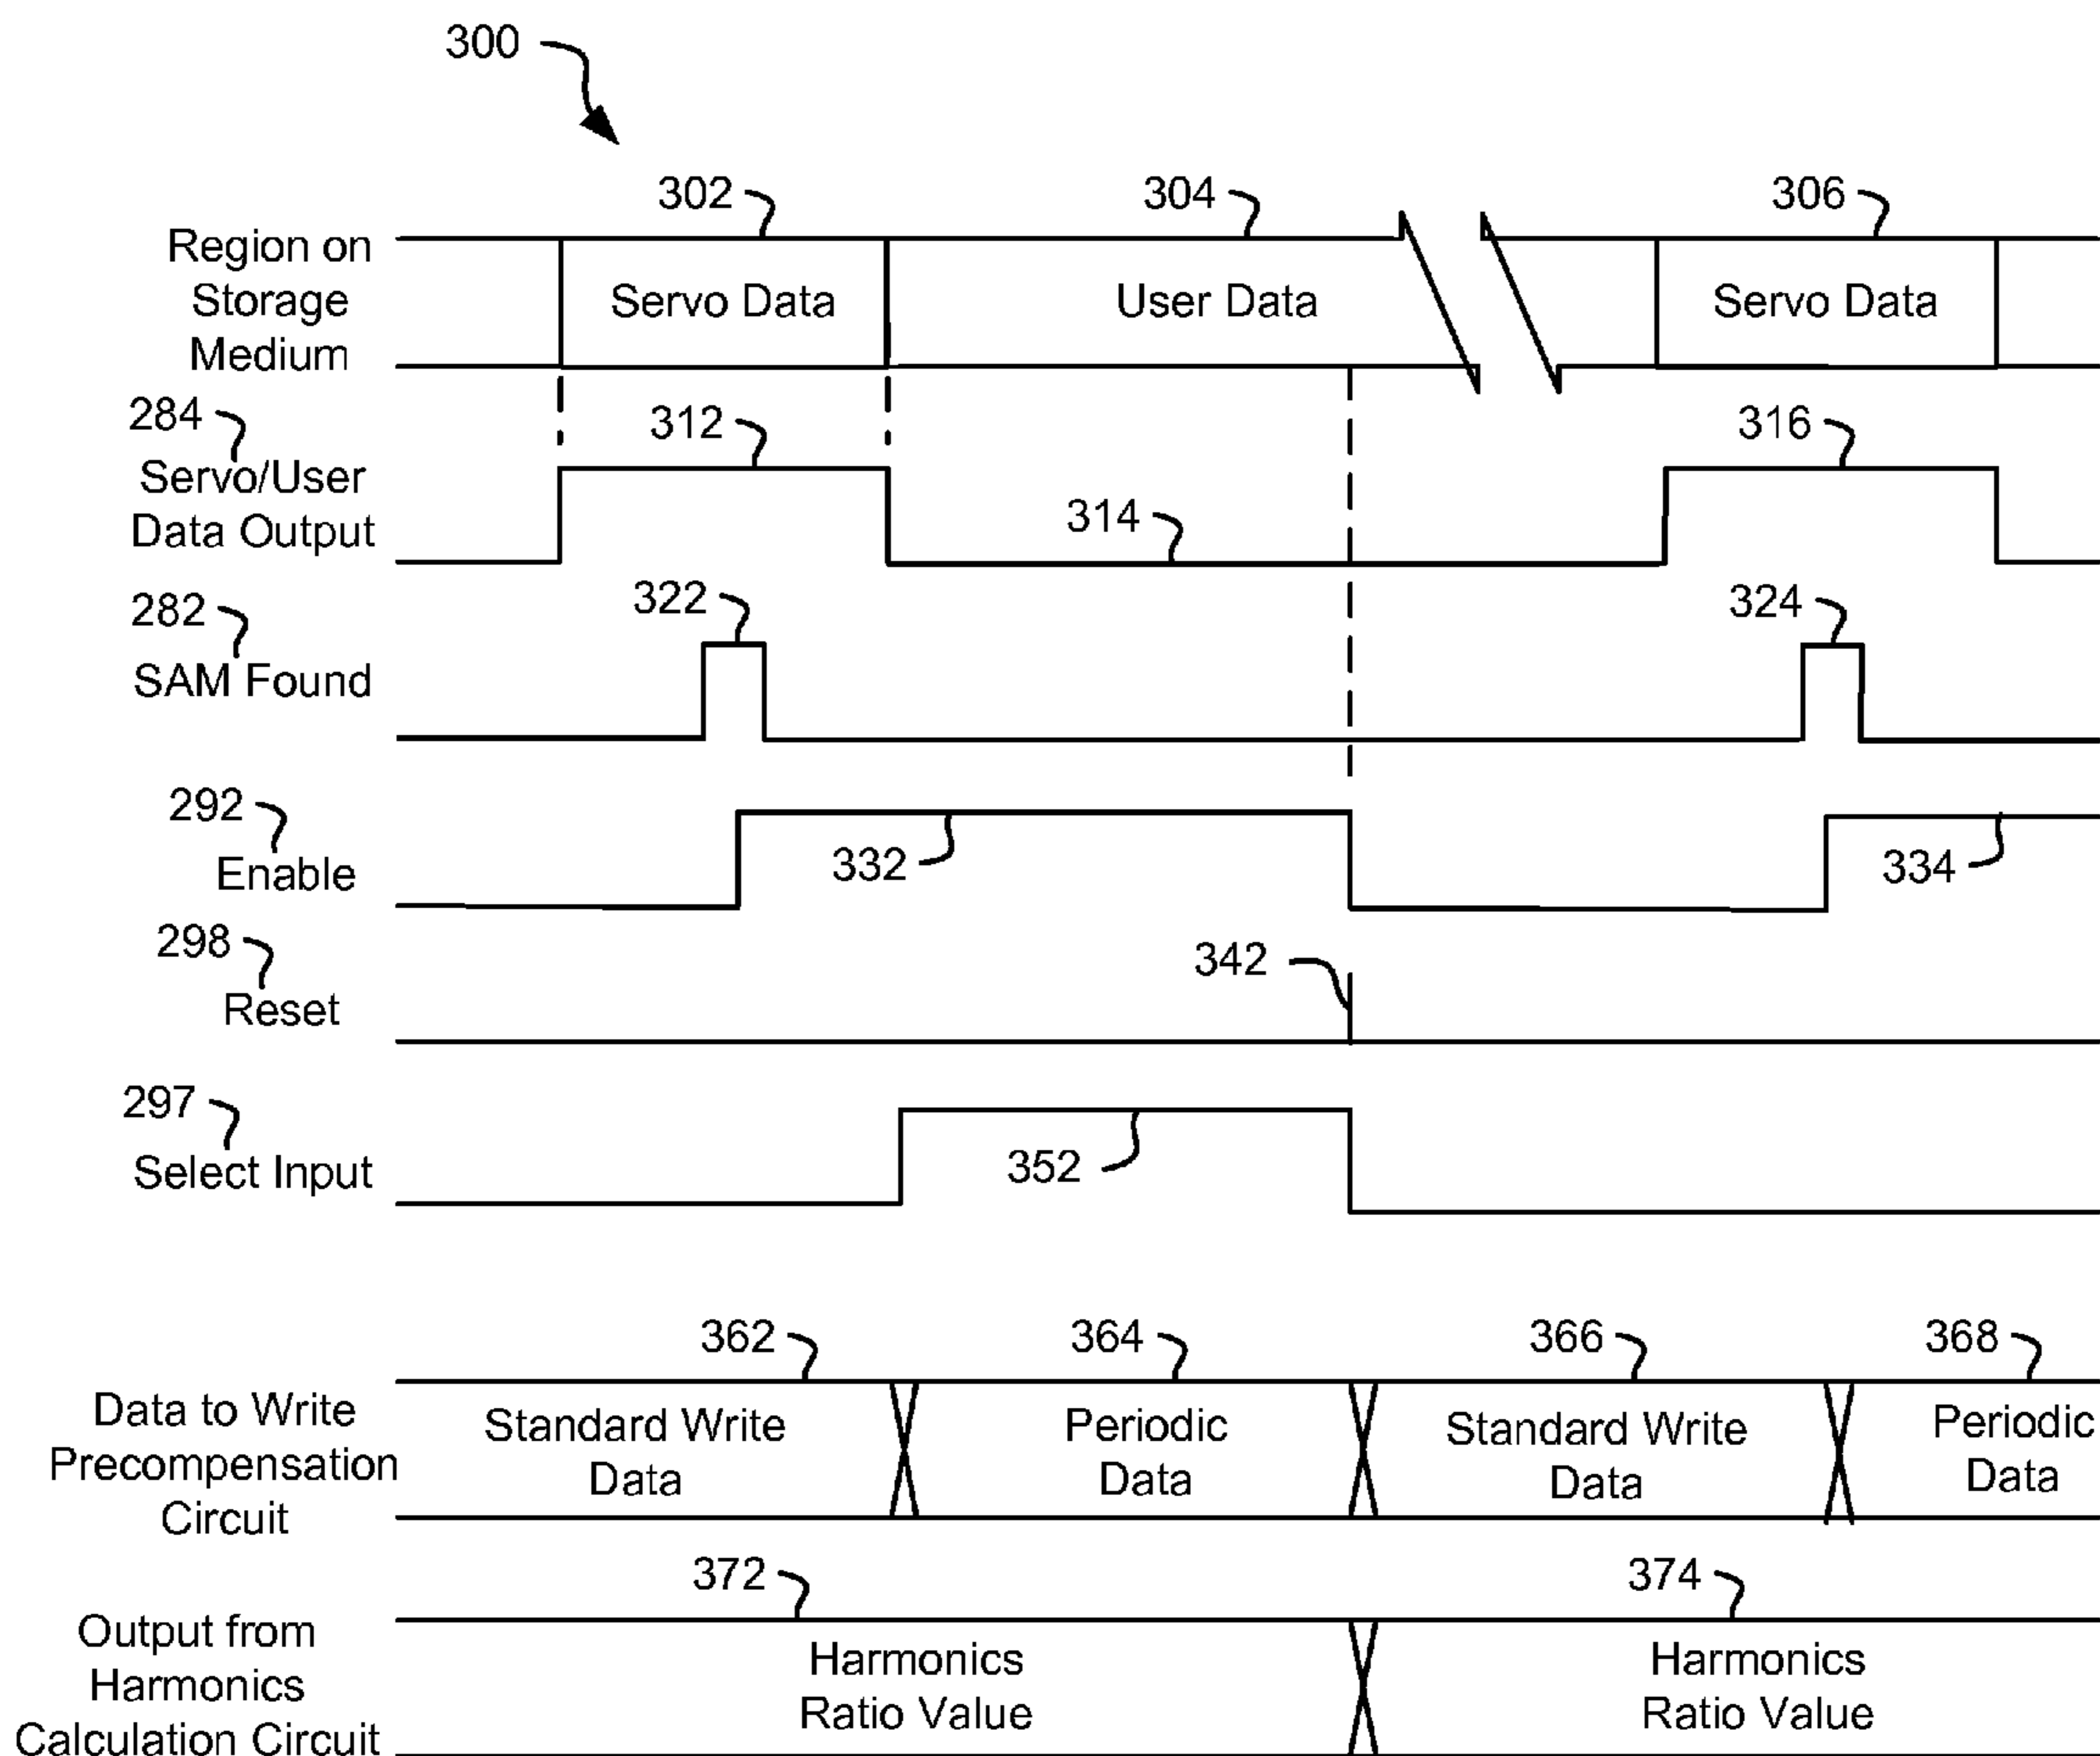 300
302
304
306
Region on
Storage
Medium
Servo Data
User Data
Servo Data
284
Servo/User
Data Output
312
314
316
282
SAM Found
322
324
292
Enable
332
334
298
Reset
342
297
Select Input
352
362
364
366
368
Data to Write
Precompensation
Circuit
Standard Write
Data
Periodic
Data
Standard Write
Data
Periodic
Data
372
374
Output from
Harmonics
Calculation Circuit
Harmonics
Ratio Value
Harmonics
Ratio Value